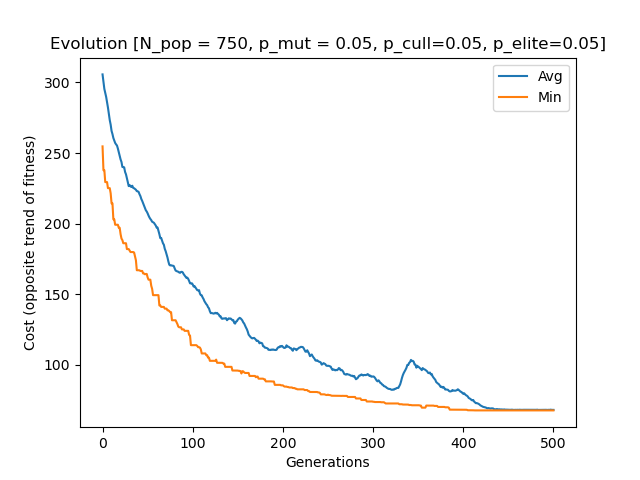 Evolution [N_pop = 750, p_mut = 0.05, p_cull=0.05, p_elite=0.05]
Avg
Min
Cost (opposite trend of fitness)
300
250
200
150
100
0 100 200 300 400 500
Generations